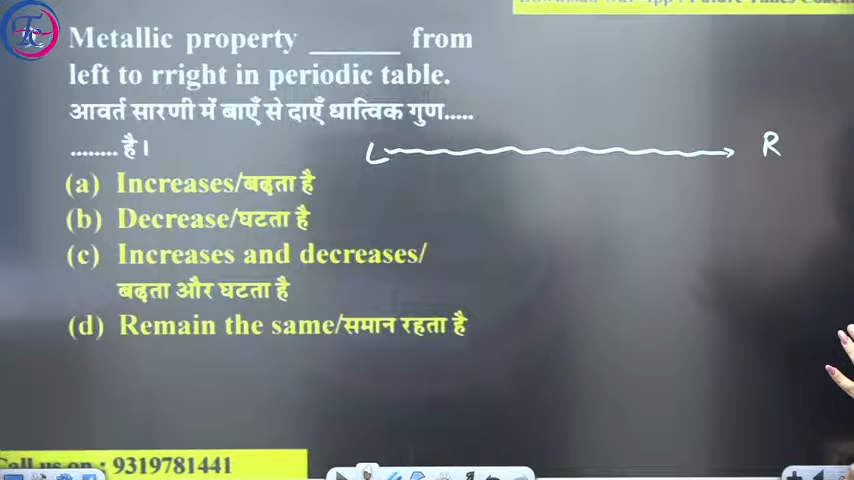 Metallic property ______ from
left to rright in periodic table.
आवर्त सारणी में बाएँ से दाएँ धात्विक गुण.....
........ है।
L R
(a) Increases/बढ़ता है
(b) Decrease/घटता है
(c) Increases and decreases/
बढ़ता और घटता है
(d) Remain the same/समान रहता है
Call us on : 9319781441